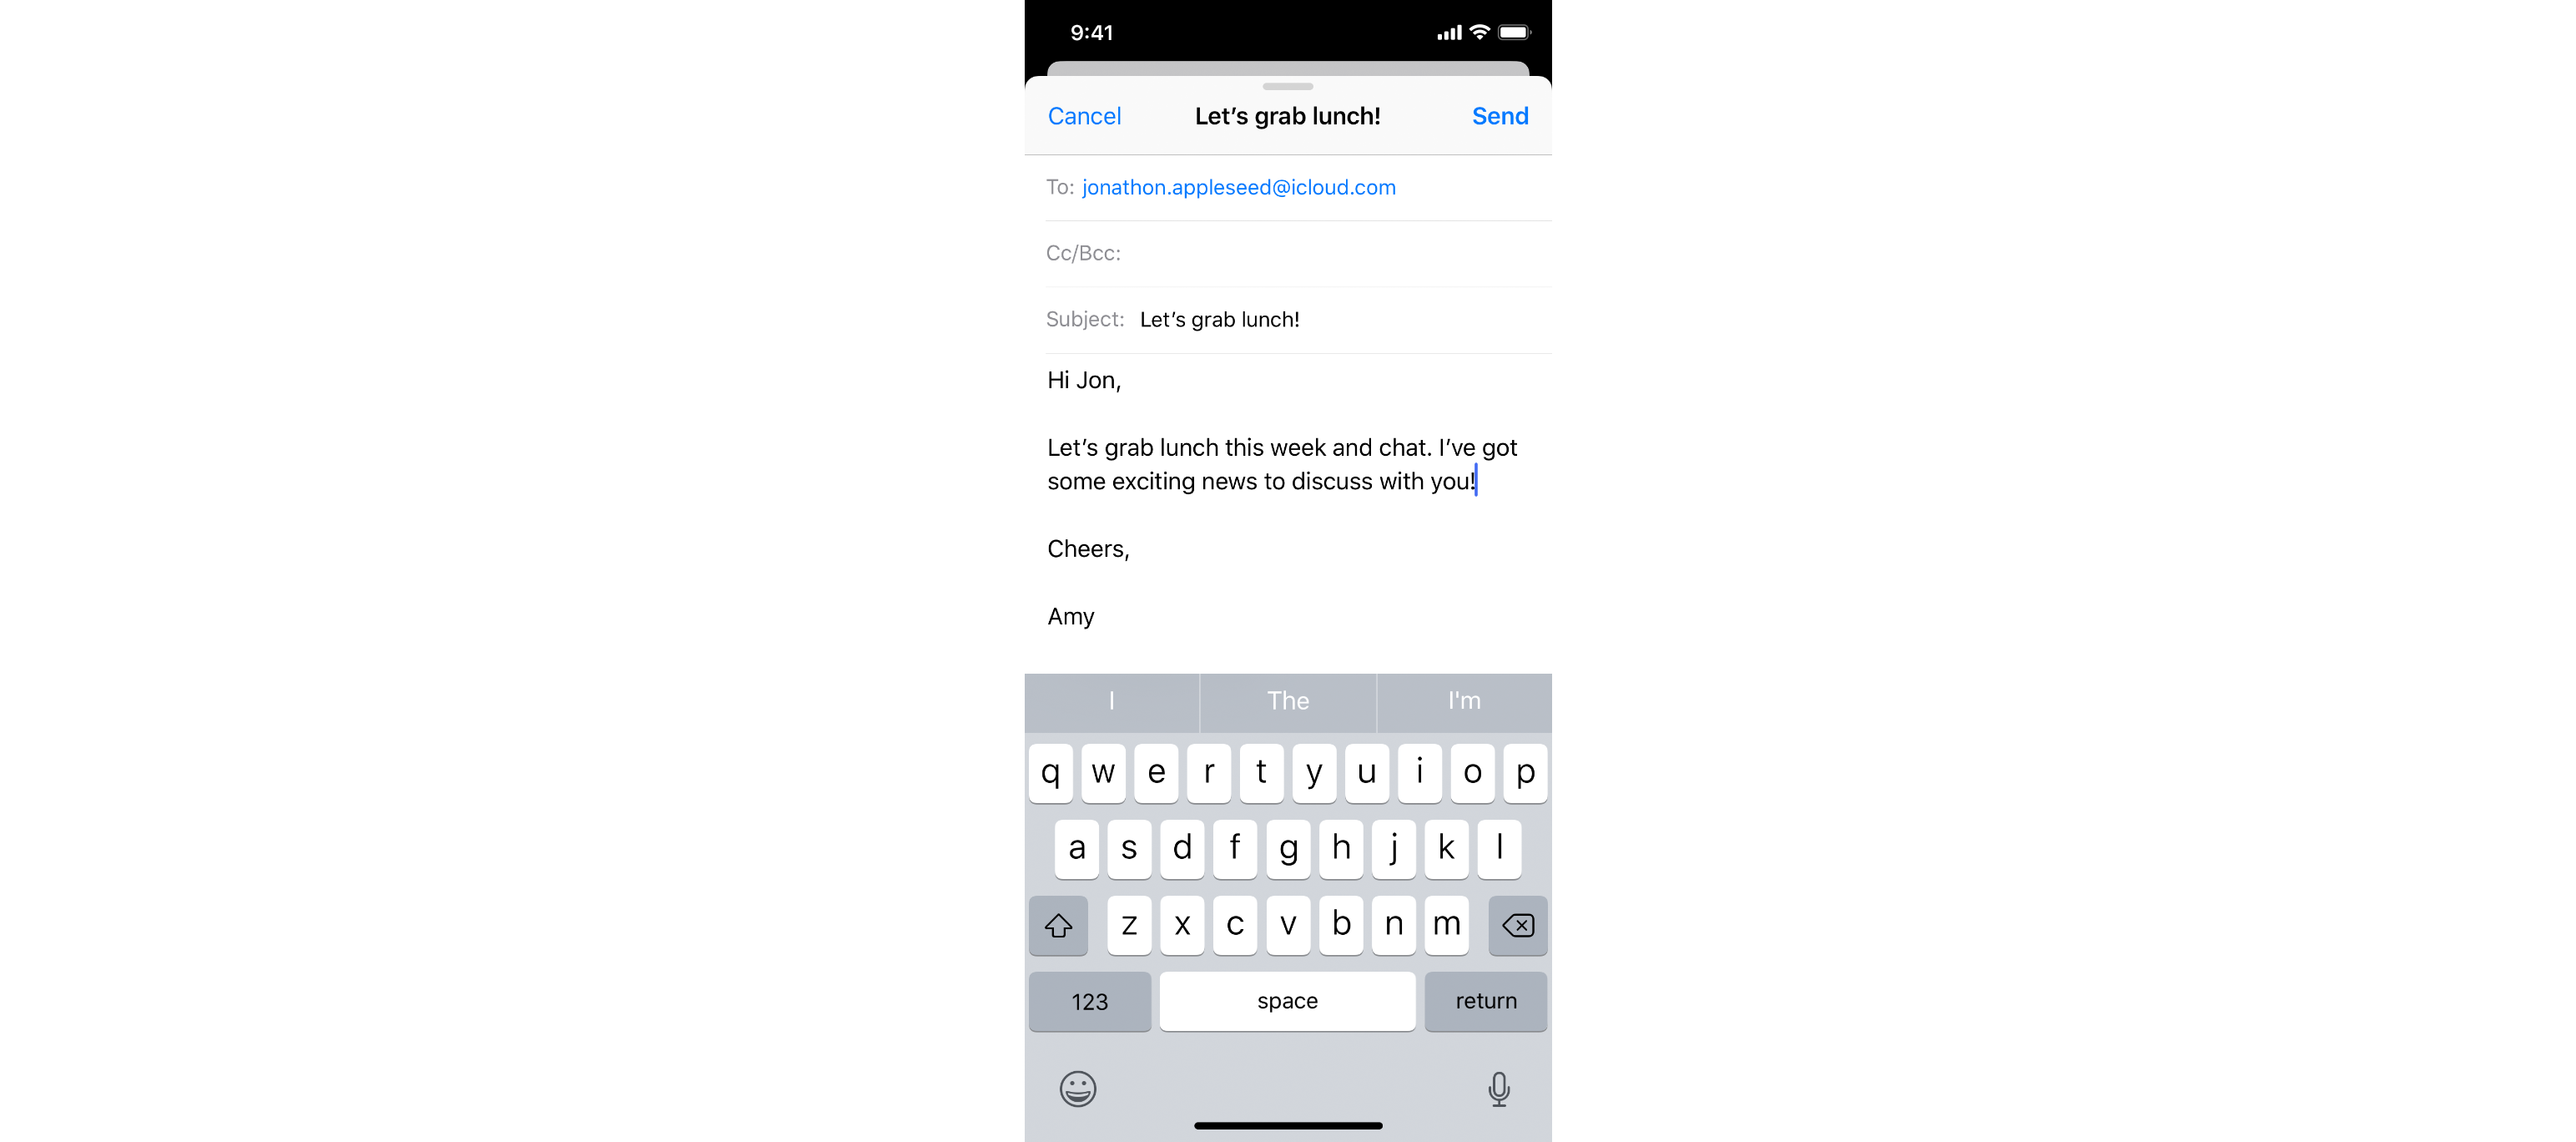 9:41
Cancel Let’s grab lunch! Send
To: jonathon.appleseed@icloud.com
Cc/Bcc:
Subject: Let’s grab lunch!
Hi Jon,
Let’s grab lunch this week and chat. I’ve got
some exciting news to discuss with you!
Cheers,
Amy
I The I'm
q w e r t y u i o p
a s d f g h j k l
z x c v b n m
123 space return